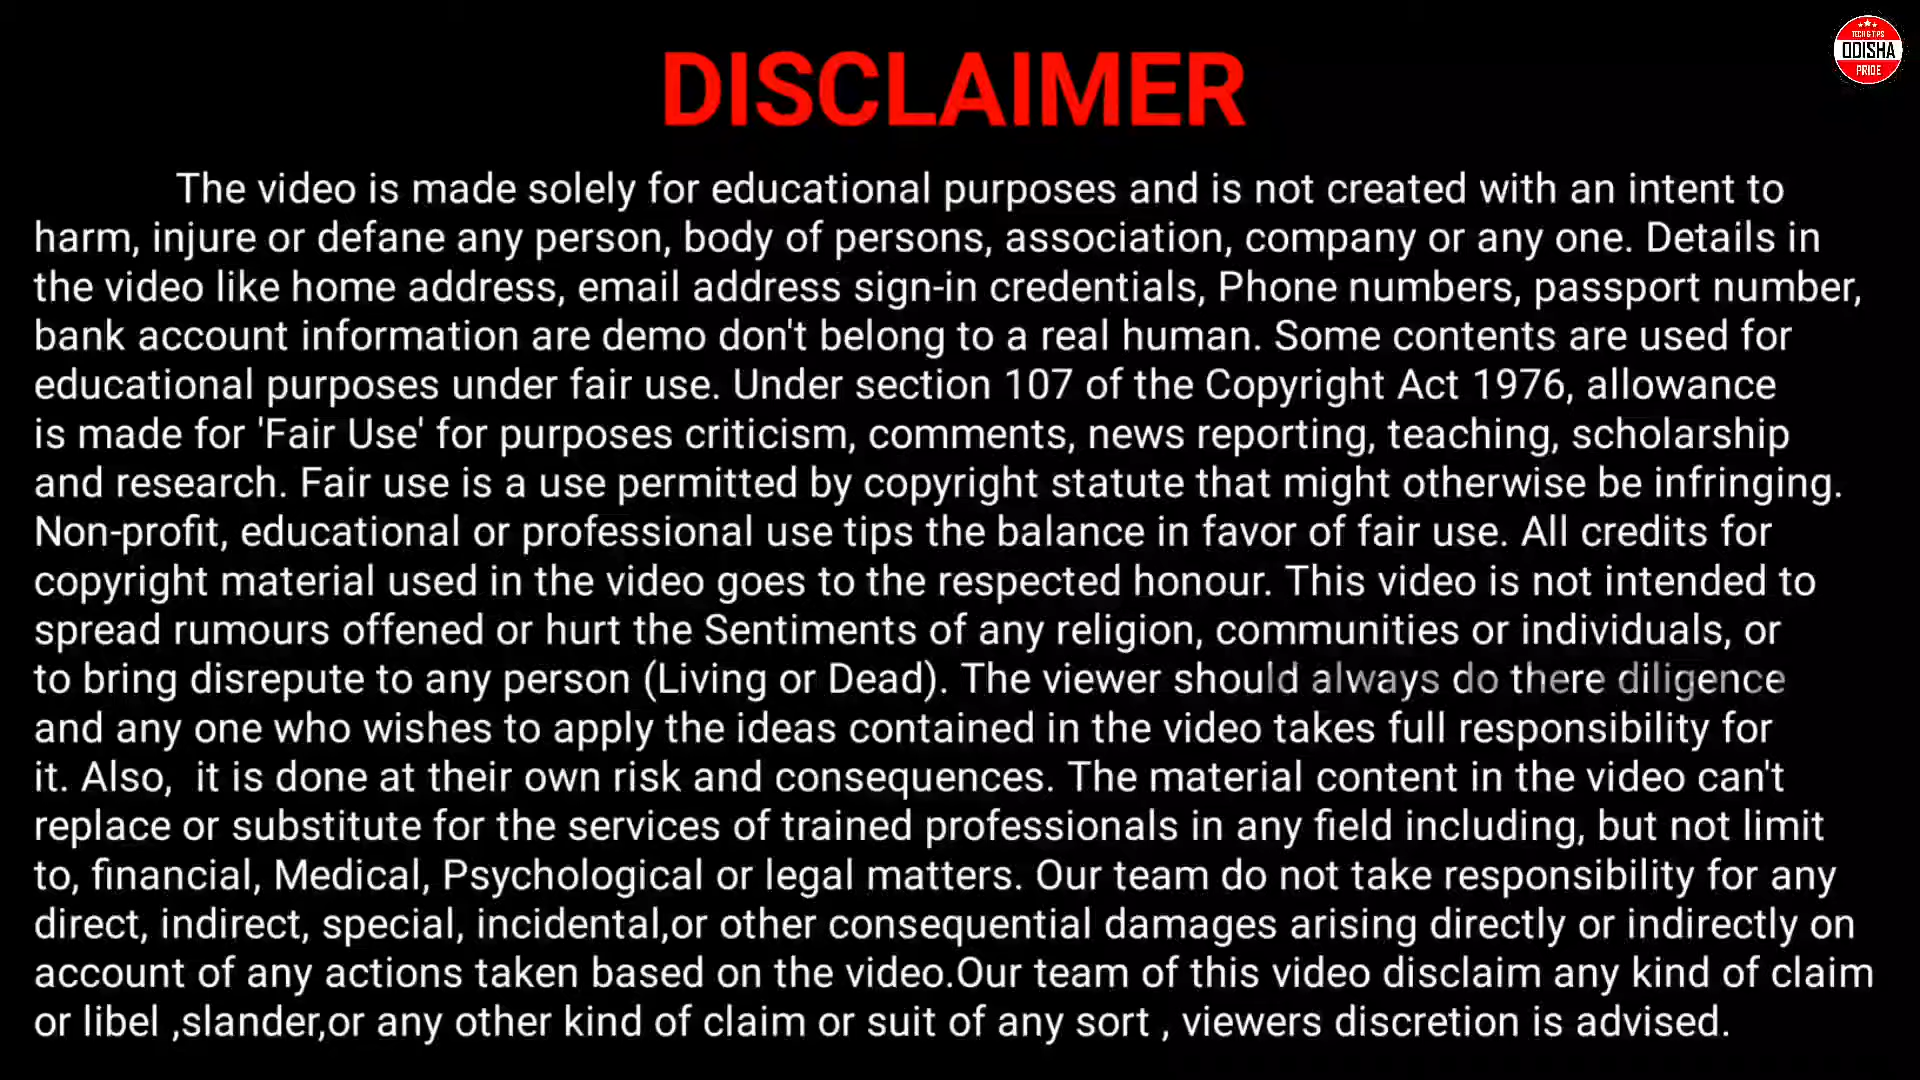 DISCLAIMER
TECH & TIPS
ODISHA
PRIDE
The video is made solely for educational purposes and is not created with an intent to
harm, injure or defane any person, body of persons, association, company or any one. Details in
the video like home address, email address sign-in credentials, Phone numbers, passport number,
bank account information are demo don't belong to a real human. Some contents are used for
educational purposes under fair use. Under section 107 of the Copyright Act 1976, allowance
is made for 'Fair Use' for purposes criticism, comments, news reporting, teaching, scholarship
and research. Fair use is a use permitted by copyright statute that might otherwise be infringing.
Non-profit, educational or professional use tips the balance in favor of fair use. All credits for
copyright material used in the video goes to the respected honour. This video is not intended to
spread rumours offened or hurt the Sentiments of any religion, communities or individuals, or
to bring disrepute to any person (Living or Dead). The viewer should always do there diligence
and any one who wishes to apply the ideas contained in the video takes full responsibility for
it. Also,  it is done at their own risk and consequences. The material content in the video can't
replace or substitute for the services of trained professionals in any field including, but not limit
to, financial, Medical, Psychological or legal matters. Our team do not take responsibility for any
direct, indirect, special, incidental,or other consequential damages arising directly or indirectly on
account of any actions taken based on the video.Our team of this video disclaim any kind of claim
or libel ,slander,or any other kind of claim or suit of any sort , viewers discretion is advised.